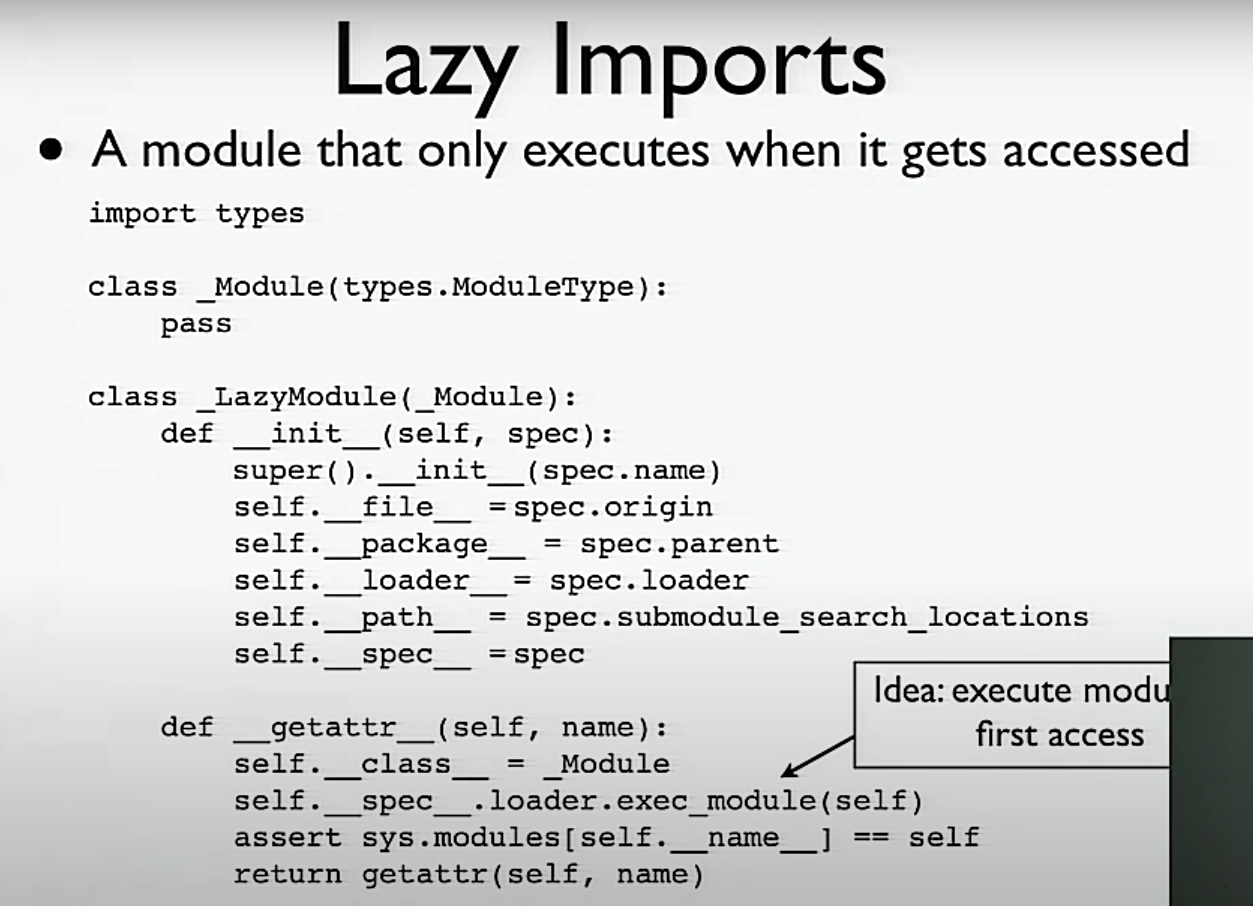 Lazy Imports
• A module that only executes when it gets accessed
import types
class _Module(types.ModuleType):
    pass
class _LazyModule(_Module):
    def __init__(self, spec):
        super().__init__(spec.name)
        self.__file__ = spec.origin
        self.__package__ = spec.parent
        self.__loader__ = spec.loader
        self.__path__ = spec.submodule_search_locations
        self.__spec__ = spec
    def __getattr__(self, name):
        self.__class__ = _Module
        self.__spec__.loader.exec_module(self)
        assert sys.modules[self.__name__] == self
        return getattr(self, name)
Idea: execute modu
first access